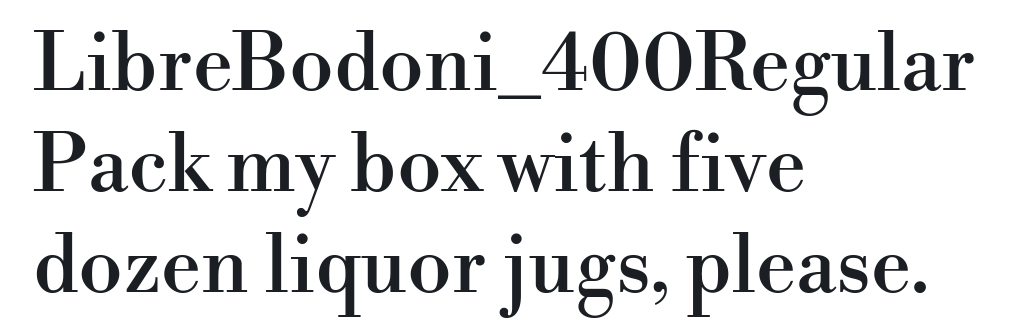 LibreBodoni_400Regular
Pack my box with five
dozen liquor jugs, please.